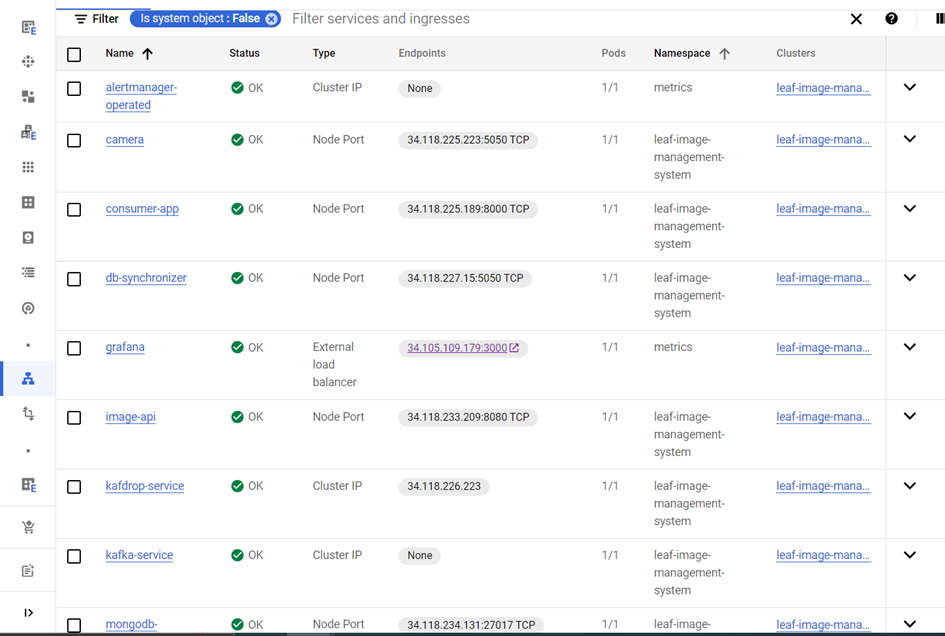 Filter Is system object : False Filter services and ingresses
Name Status Type Endpoints Pods Namespace Clusters
alertmanager- OK Cluster IP None 1/1 metrics leaf-image-mana...
operated
camera OK Node Port 34.118.225.223:5050 TCP 1/1 leaf-image- leaf-image-mana...
management-
system
consumer-app OK Node Port 34.118.225.189:8000 TCP 1/1 leaf-image- leaf-image-mana...
management-
system
db-synchronizer OK Node Port 34.118.227.15:5050 TCP 1/1 leaf-image- leaf-image-mana...
management-
system
grafana OK External 34.105.109.179:3000 1/1 metrics leaf-image-mana...
load
balancer
image-api OK Node Port 34.118.233.209:8080 TCP 1/1 leaf-image- leaf-image-mana...
management-
system
kafdrop-service OK Cluster IP 34.118.226.223 1/1 leaf-image- leaf-image-mana...
management-
system
kafka-service OK Cluster IP None 1/1 leaf-image- leaf-image-mana...
management-
system
mongodb- OK Node Port 34.118.234.131:27017 TCP 1/1 leaf-image- leaf-image-mana...